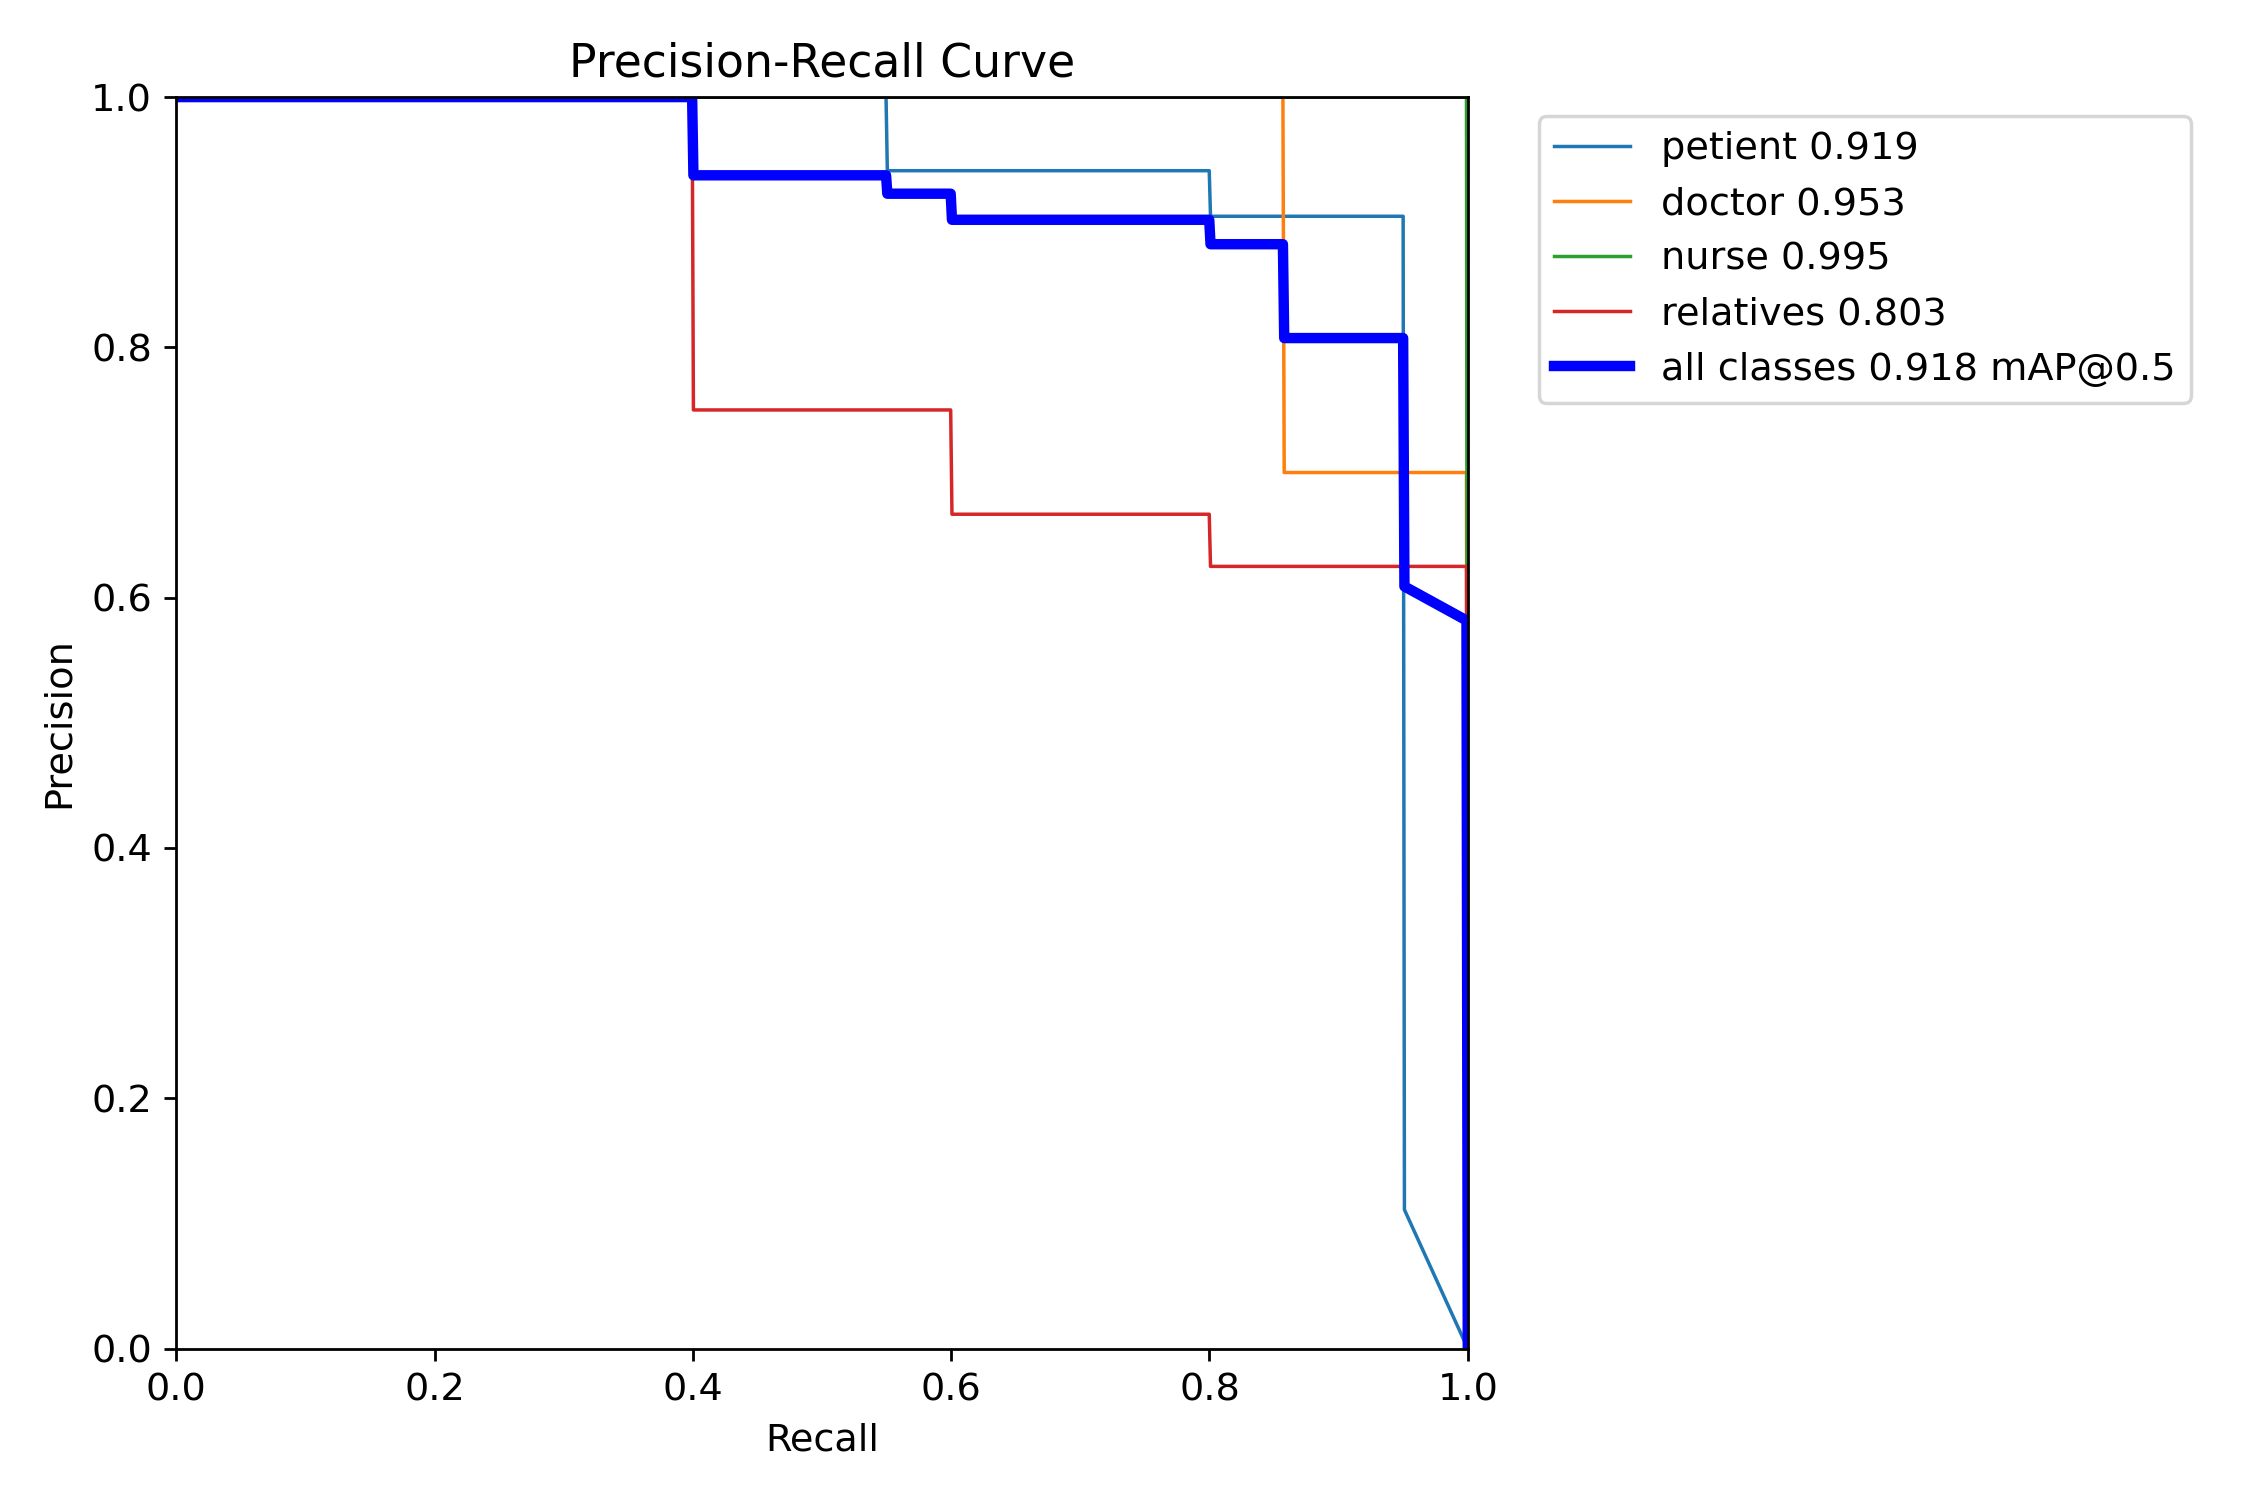 Precision-Recall Curve
1.0
0.8
0.6
0.4
0.2
0.0
Precision
0.0 0.2 0.4 0.6 0.8 1.0
Recall
petient 0.919
doctor 0.953
nurse 0.995
relatives 0.803
all classes 0.918 mAP@0.5